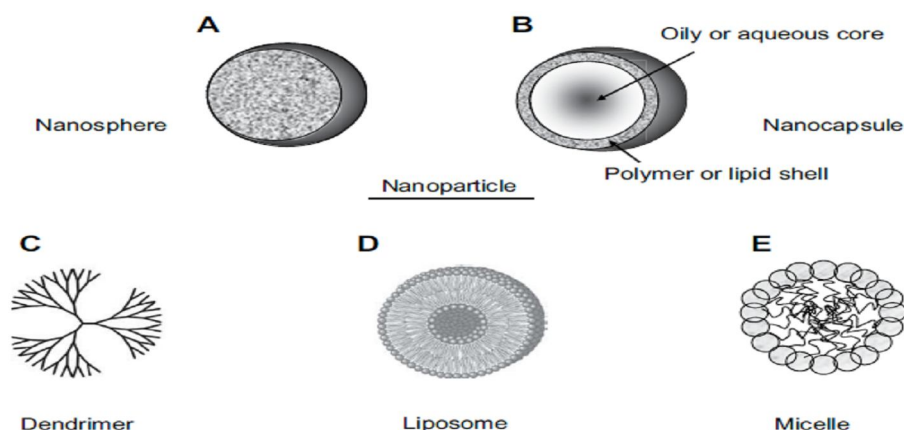 A
B
Oily or aqueous core
Nanosphere
Nanocapsule
Polymer or lipid shell
Nanoparticle
C
D
E
Dendrimer
Liposome
Micelle